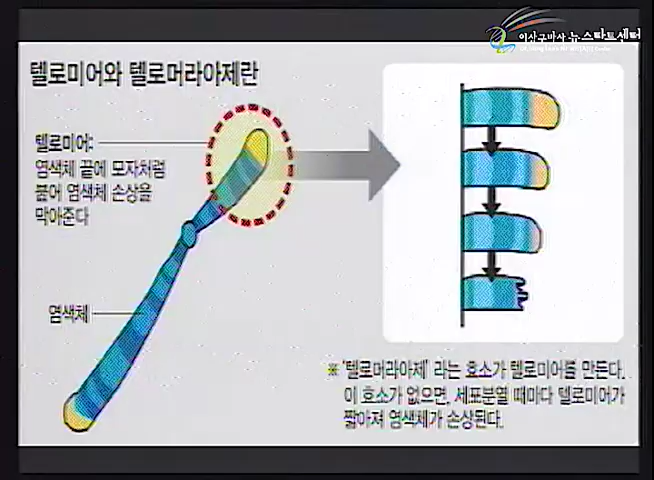 이상구박사 뉴스타트센터
텔로미어와 텔로머라아제란
텔로미어:
염색체 끝에 모자처럼
붙어 염색체 손상을
막아준다
염색체
※ '텔로머라아제' 라는 효소가 텔로미어를 만든다.
이 효소가 없으면, 세포분열 때마다 텔로미어가
짧아져 염색체가 손상된다.